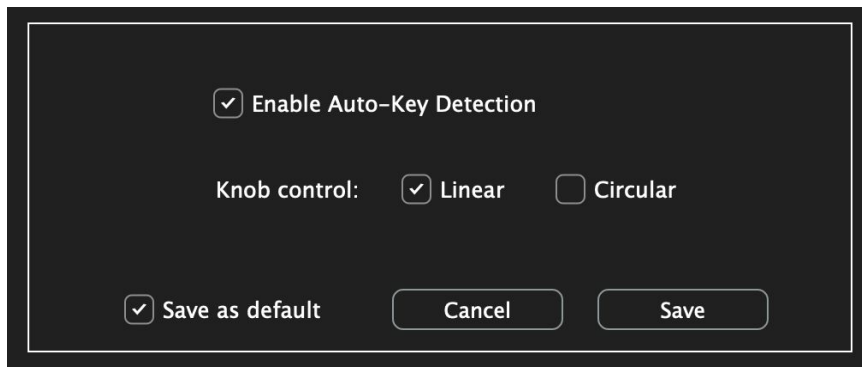 Enable Auto-Key Detection
Knob control: Linear Circular
Save as default Cancel Save